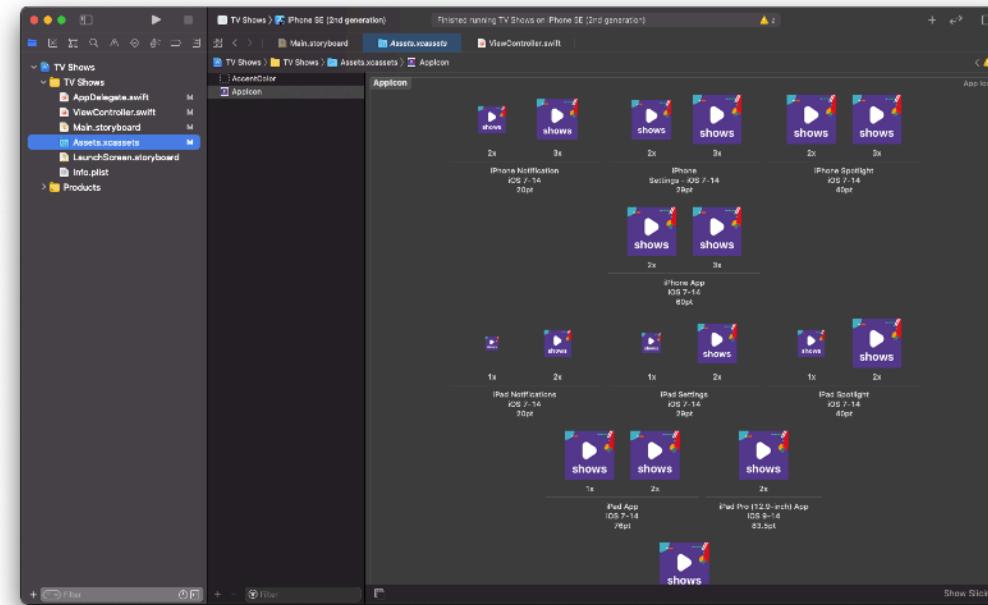 TV Shows 〉 iPhone SE (2nd generation)
Finished running TV Shows on iPhone SE (2nd generation)
2
Main.storyboard
Assets.xcassets
ViewController.swift
TV Shows 〉 TV Shows 〉 Assets.xcassets 〉 AppIcon
TV Shows
TV Shows
AppDelegate.swift M
ViewController.swift M
Main.storyboard M
Assets.xcassets M
LaunchScreen.storyboard
Info.plist
Products
AccentColor
AppIcon
AppIcon
shows shows shows shows shows shows
2x 3x 2x 3x 2x 3x
iPhone Notification
iOS 7-14
20pt
iPhone
Settings - iOS 7-14
29pt
iPhone Spotlight
iOS 7-14
40pt
shows shows
2x 3x
iPhone App
iOS 7-14
60pt
shows shows shows shows shows shows
1x 2x 1x 2x 1x 2x
iPad Notifications
iOS 7-14
20pt
iPad Settings
iOS 7-14
29pt
iPad Spotlight
iOS 7-14
40pt
shows shows shows
1x 2x 2x
iPad App
iOS 7-14
76pt
iPad Pro (12.9-inch) App
iOS 9-14
83.5pt
shows
Filter
Filter
Show